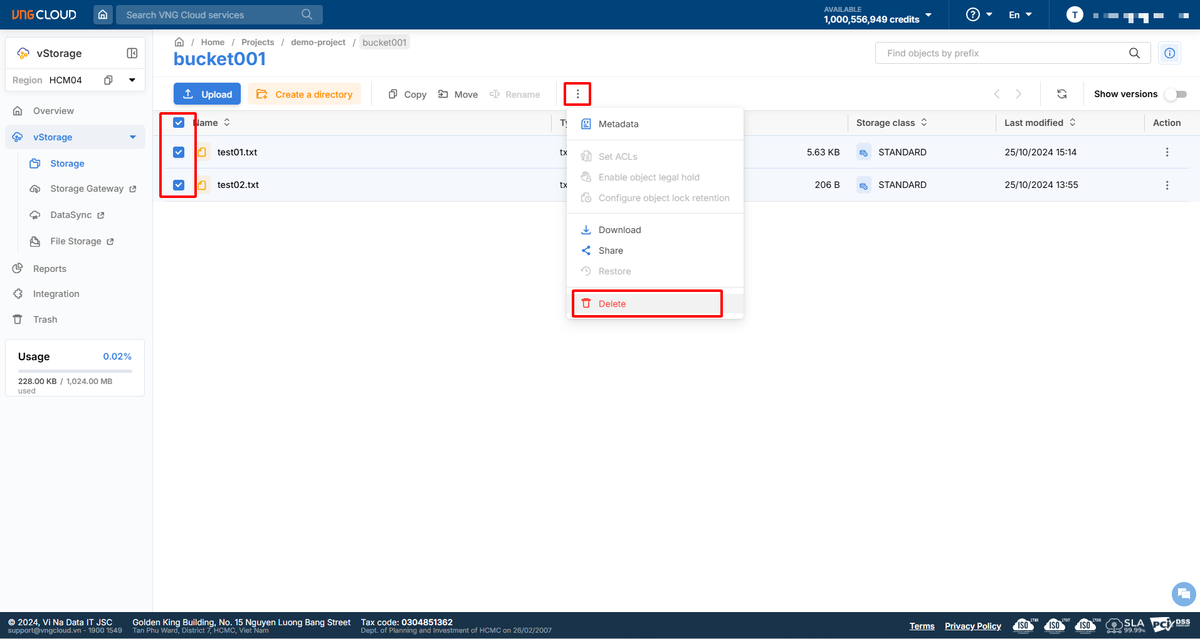 VNG CLOUD
Search VNG Cloud services
AVAILABLE
1,000,556,949 credits
En
T
vStorage
Region HCM04
Overview
vStorage
Storage
Storage Gateway
DataSync
File Storage
Reports
Integration
Trash
Usage 0.02%
228.00 KB / 1,024.00 MB
used
/ Home / Projects / demo-project / bucket001
bucket001
Find objects by prefix
Upload
Create a directory
Copy
Move
Rename
Show versions
Name
Storage class
Last modified
Action
test01.txt 5.63 KB STANDARD 25/10/2024 15:14
test02.txt 206 B STANDARD 25/10/2024 13:55
Metadata
Set ACLs
Enable object legal hold
Configure object lock retention
Download
Share
Restore
Delete
© 2024, Vi Na Data IT JSC
support@vngcloud.vn - 1900 1549
Golden King Building, No. 15 Nguyen Luong Bang Street
Tan Phu Ward, District 7, HCMC, Viet Nam
Tax code: 0304851362
Dept. of Planning and Investment of HCMC on 26/02/2007
Terms
Privacy Policy
ISO
ISO
ISO
SLA
99.99%
PCI DSS